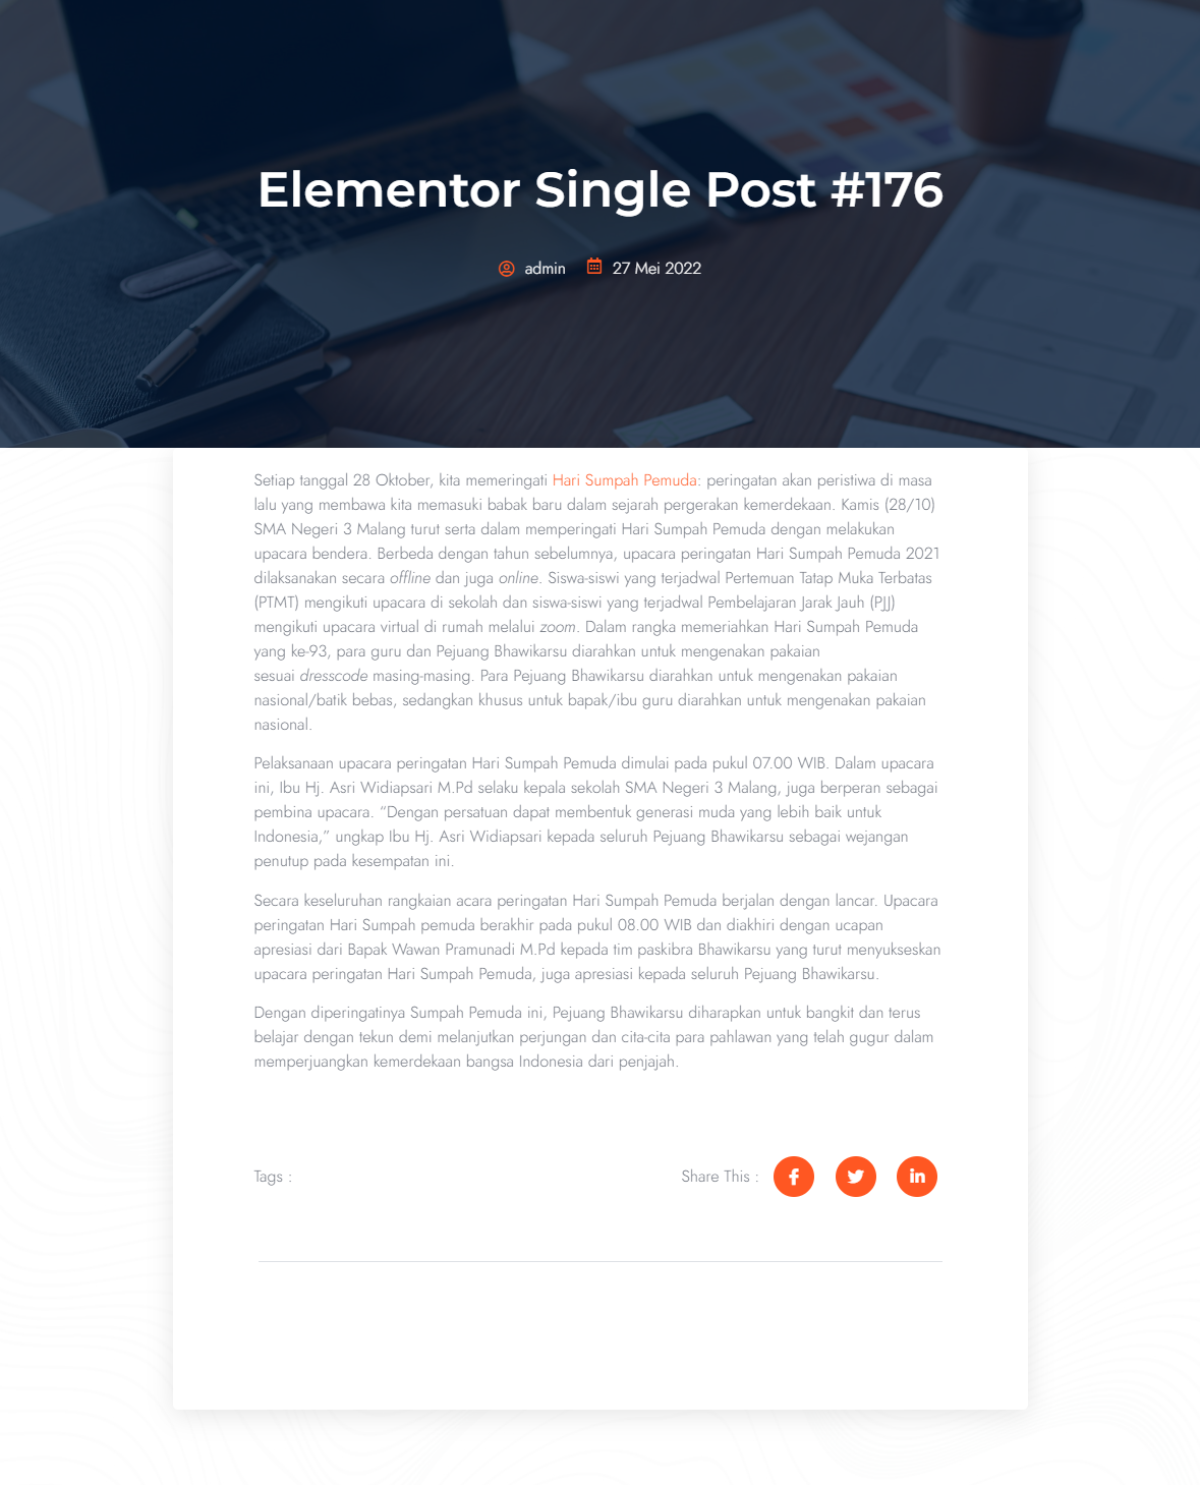 Elementor Single Post #176
admin 27 Mei 2022
Setiap tanggal 28 Oktober, kita memeringati Hari Sumpah Pemuda: peringatan akan peristiwa di masa
lalu yang membawa kita memasuki babak baru dalam sejarah pergerakan kemerdekaan. Kamis (28/10)
SMA Negeri 3 Malang turut serta dalam memperingati Hari Sumpah Pemuda dengan melakukan
upacara bendera. Berbeda dengan tahun sebelumnya, upacara peringatan Hari Sumpah Pemuda 2021
dilaksanakan secara offline dan juga online. Siswa-siswi yang terjadwal Pertemuan Tatap Muka Terbatas
(PTMT) mengikuti upacara di sekolah dan siswa-siswi yang terjadwal Pembelajaran Jarak Jauh (PJJ)
mengikuti upacara virtual di rumah melalui zoom. Dalam rangka memeriahkan Hari Sumpah Pemuda
yang ke-93, para guru dan Pejuang Bhawikarsu diarahkan untuk mengenakan pakaian
sesuai dresscode masing-masing. Para Pejuang Bhawikarsu diarahkan untuk mengenakan pakaian
nasional/batik bebas, sedangkan khusus untuk bapak/ibu guru diarahkan untuk mengenakan pakaian
nasional.
Pelaksanaan upacara peringatan Hari Sumpah Pemuda dimulai pada pukul 07.00 WIB. Dalam upacara
ini, Ibu Hj. Asri Widiapsari M.Pd selaku kepala sekolah SMA Negeri 3 Malang, juga berperan sebagai
pembina upacara. “Dengan persatuan dapat membentuk generasi muda yang lebih baik untuk
Indonesia,” ungkap Ibu Hj. Asri Widiapsari kepada seluruh Pejuang Bhawikarsu sebagai wejangan
penutup pada kesempatan ini.
Secara keseluruhan rangkaian acara peringatan Hari Sumpah Pemuda berjalan dengan lancar. Upacara
peringatan Hari Sumpah pemuda berakhir pada pukul 08.00 WIB dan diakhiri dengan ucapan
apresiasi dari Bapak Wawan Pramunadi M.Pd kepada tim paskibra Bhawikarsu yang turut menyukseskan
upacara peringatan Hari Sumpah Pemuda, juga apresiasi kepada seluruh Pejuang Bhawikarsu.
Dengan diperingatinya Sumpah Pemuda ini, Pejuang Bhawikarsu diharapkan untuk bangkit dan terus
belajar dengan tekun demi melanjutkan perjungan dan cita-cita para pahlawan yang telah gugur dalam
memperjuangkan kemerdekaan bangsa Indonesia dari penjajah.
Tags : Share This :